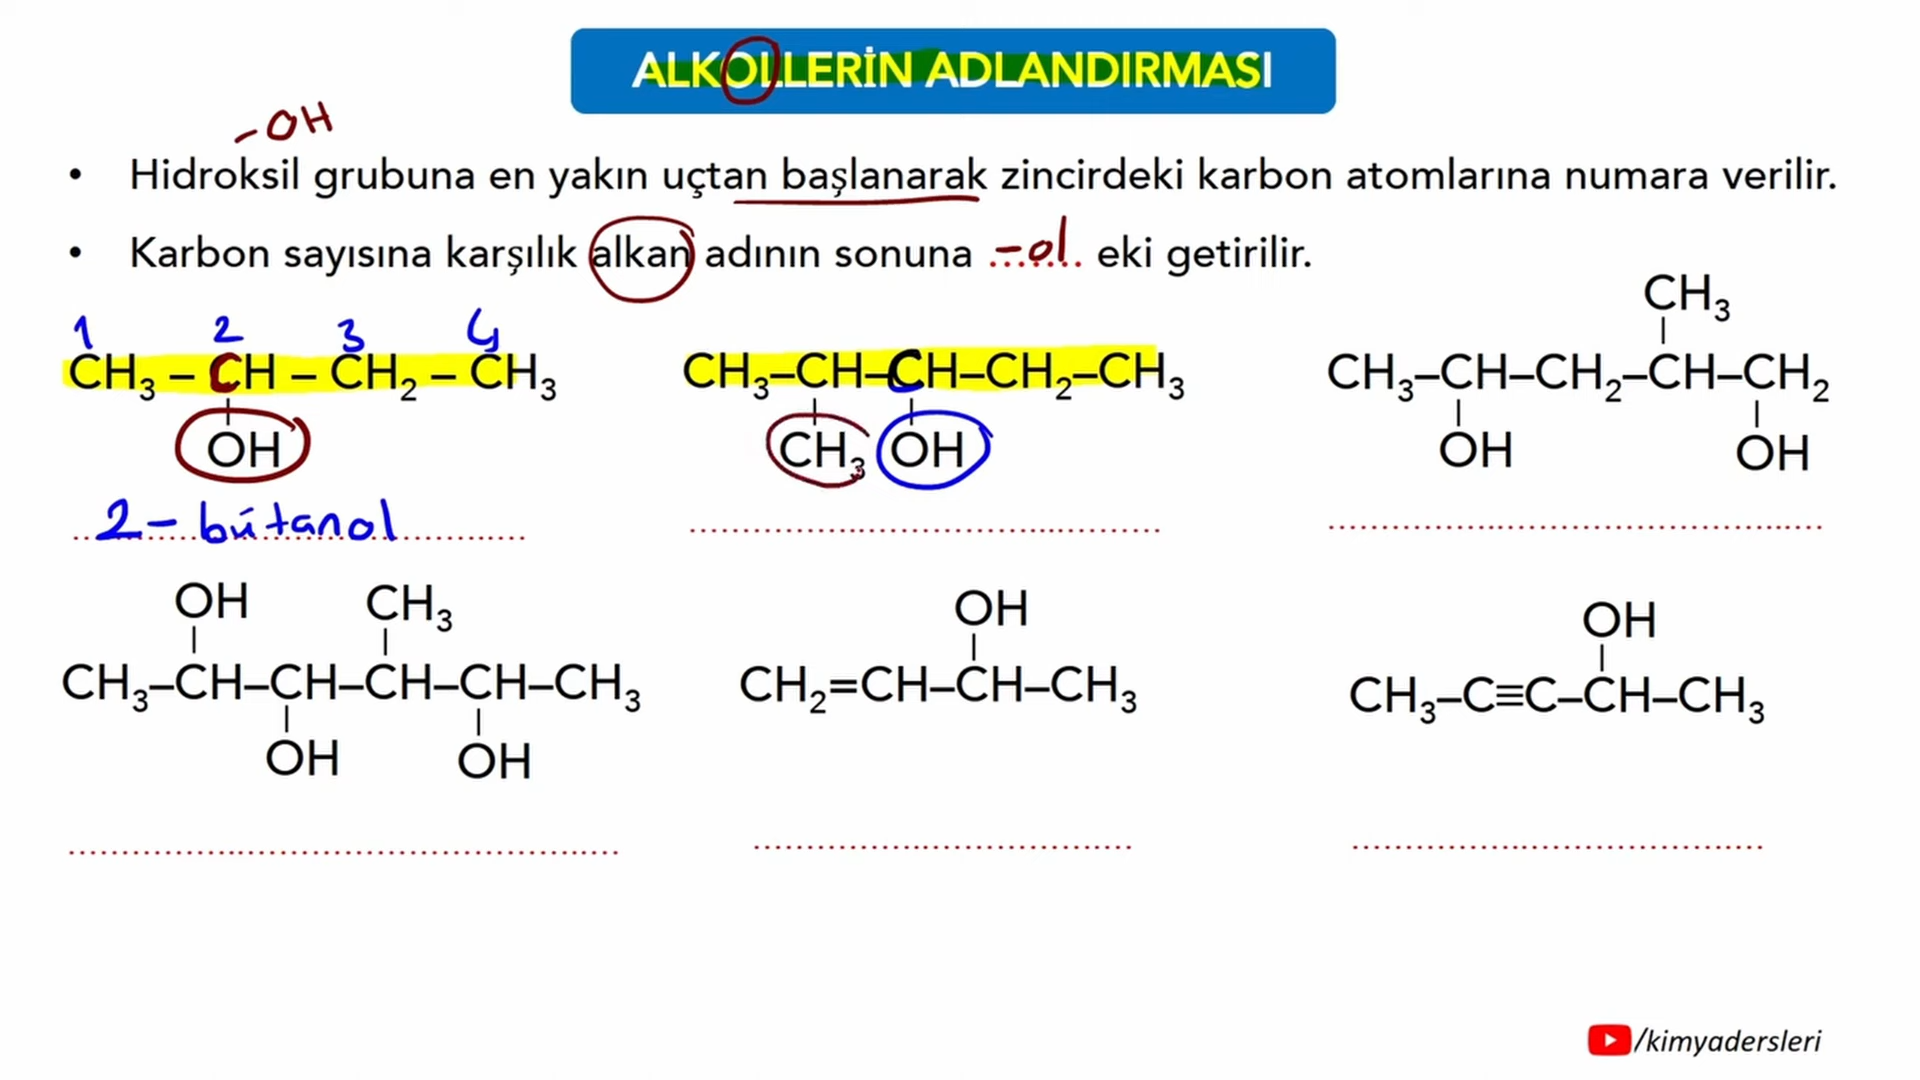 ALKOLLERİN ADLANDIRMASI
-OH
• Hidroksil grubuna en yakın uçtan başlanarak zincirdeki karbon atomlarına numara verilir.
• Karbon sayısına karşılık alkan adının sonuna -ol eki getirilir.
1 2 3 4
CH₃ – CH – CH₂ – CH₃
OH
2- bütanol
CH₃–CH–CH–CH₂–CH₃
CH₃ OH
CH₃
CH₃–CH–CH₂–CH–CH₂
OH OH
OH CH₃
CH₃–CH–CH–CH–CH–CH₃
OH OH
OH
CH₂=CH–CH–CH₃
OH
CH₃–C≡C–CH–CH₃
/kimyadersleri